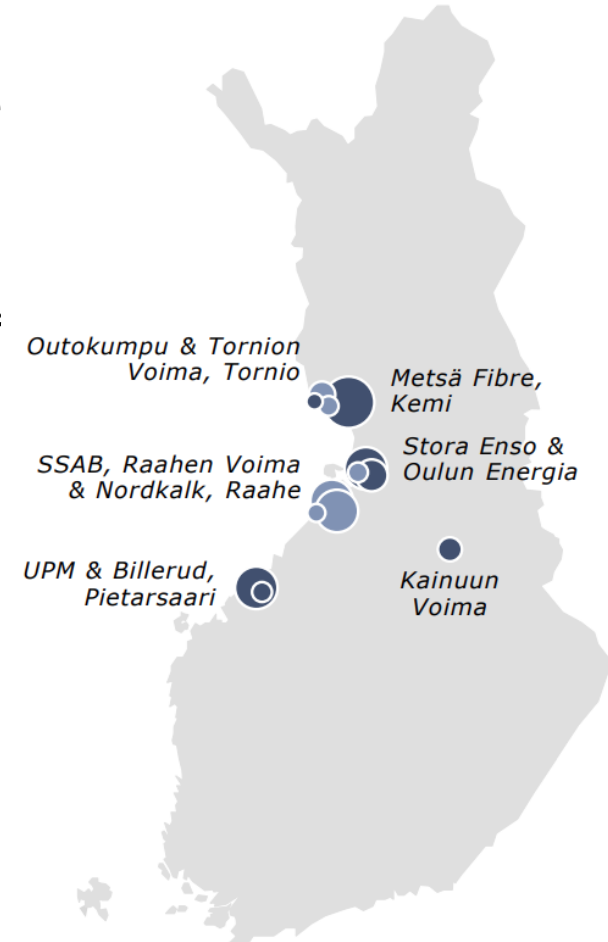 Outokumpu & Tornion
Voima, Tornio
Metsä Fibre,
Kemi
Stora Enso &
Oulun Energia
SSAB, Raahen Voima
& Nordkalk, Raahe
UPM & Billerud,
Pietarsaari
Kainuun
Voima